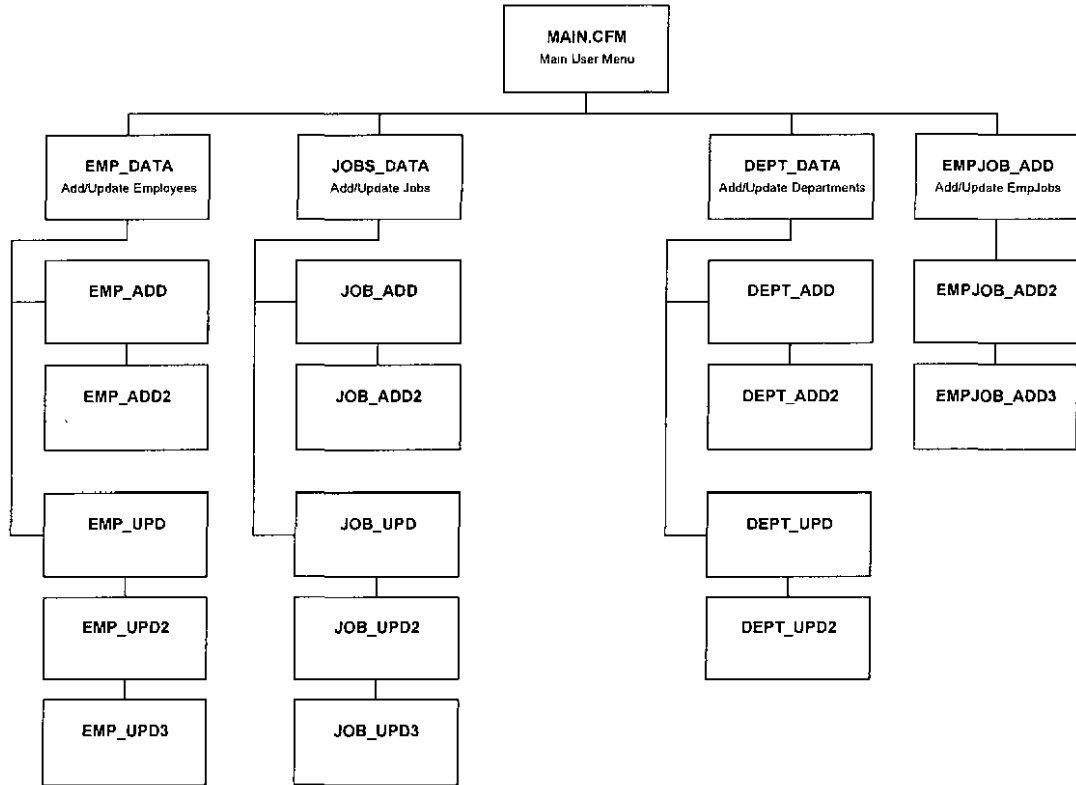 MAIN.CFM
Main User Menu
EMP_DATA
Add/Update Employees
JOBS_DATA
Add/Update Jobs
DEPT_DATA
Add/Update Departments
EMPJOB_ADD
Add/Update EmpJobs
EMP_ADD
JOB_ADD
DEPT_ADD
EMPJOB_ADD2
EMP_ADD2
JOB_ADD2
DEPT_ADD2
EMPJOB_ADD3
EMP_UPD
JOB_UPD
DEPT_UPD
EMP_UPD2
JOB_UPD2
DEPT_UPD2
EMP_UPD3
JOB_UPD3